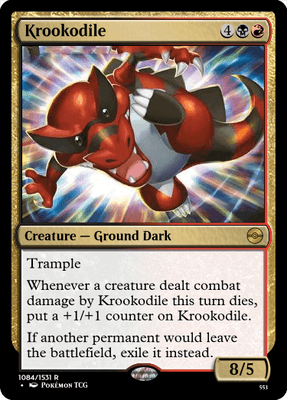 Krookodile 4
Creature — Ground Dark
Trample
Whenever a creature dealt combat
damage by Krookodile this turn dies,
put a +1/+1 counter on Krookodile.
If another permanent would leave
the battlefield, exile it instead.
8/5
1084/1531 R
• Pokémon TCG
551